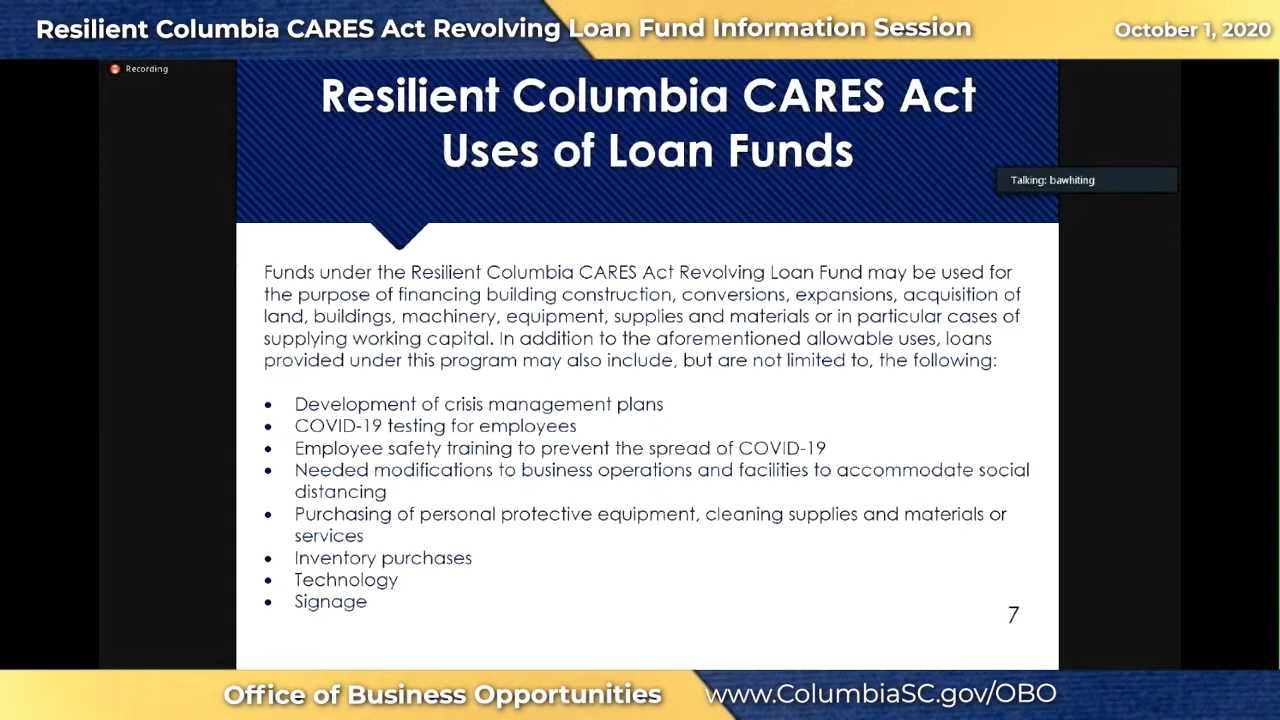 Resilient Columbia CARES Act Revolving Loan Fund Information Session
October 1, 2020
Recording
Resilient Columbia CARES Act
Uses of Loan Funds
Talking: bawhiting
Funds under the Resilient Columbia CARES Act Revolving Loan Fund may be used for
the purpose of financing building construction, conversions, expansions, acquisition of
land, buildings, machinery, equipment, supplies and materials or in particular cases of
supplying working capital. In addition to the aforementioned allowable uses, loans
provided under this program may also include, but are not limited to, the following:
• Development of crisis management plans
• COVID-19 testing for employees
• Employee safety training to prevent the spread of COVID-19
• Needed modifications to business operations and facilities to accommodate social
distancing
• Purchasing of personal protective equipment, cleaning supplies and materials or
services
• Inventory purchases
• Technology
• Signage
7
Office of Business Opportunities
www.ColumbiaSC.gov/OBO